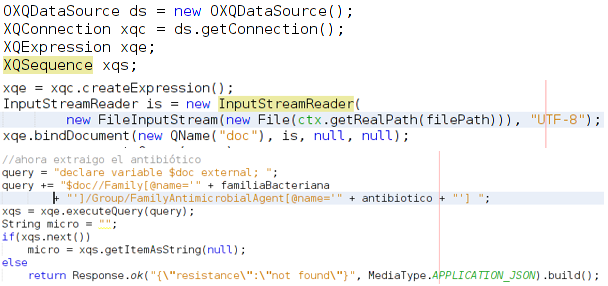 OXQDataSource ds = new OXQDataSource();
XQConnection xqc = ds.getConnection();
XQExpression xqe;
XQSequence xqs;
xqe = xqc.createExpression();
InputStreamReader is = new InputStreamReader(
new FileInputStream(new File(ctx.getRealPath(filePath))), "UTF-8");
xqe.bindDocument(new QName("doc"), is, null, null);
//ahora extraigo el antibiótico
query = "declare variable $doc external; ";
query += "$doc//Family[@name='" + familiaBacteriana
+ "']/Group/FamilyAntimicrobialAgent[@name='" + antibiotico + "'] ";
xqs = xqe.executeQuery(query);
String micro = "";
if(xqs.next())
micro = xqs.getItemAsString(null);
else
return Response.ok("{\"resistance\":\"not found\"}", MediaType.APPLICATION_JSON).build();